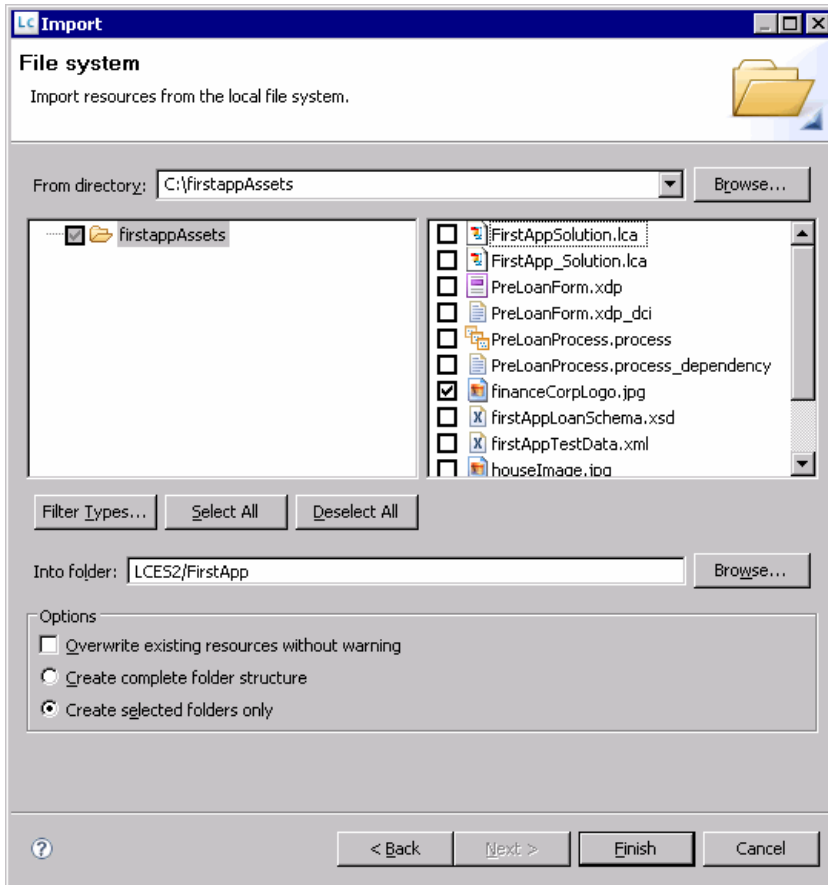 Lc Import
File system
Import resources from the local file system.
From directory: C:\firstappAssets Browse...
firstappAssets
FirstAppSolution.lca
FirstApp_Solution.lca
PreLoanForm.xdp
PreLoanForm.xdp_dci
PreLoanProcess.process
PreLoanProcess.process_dependency
financeCorpLogo.jpg
firstAppLoanSchema.xsd
firstAppTestData.xml
houseImage.jpg
Filter Types... Select All Deselect All
Into folder: LCES2/FirstApp Browse...
Options
Overwrite existing resources without warning
Create complete folder structure
Create selected folders only
? < Back Next > Finish Cancel